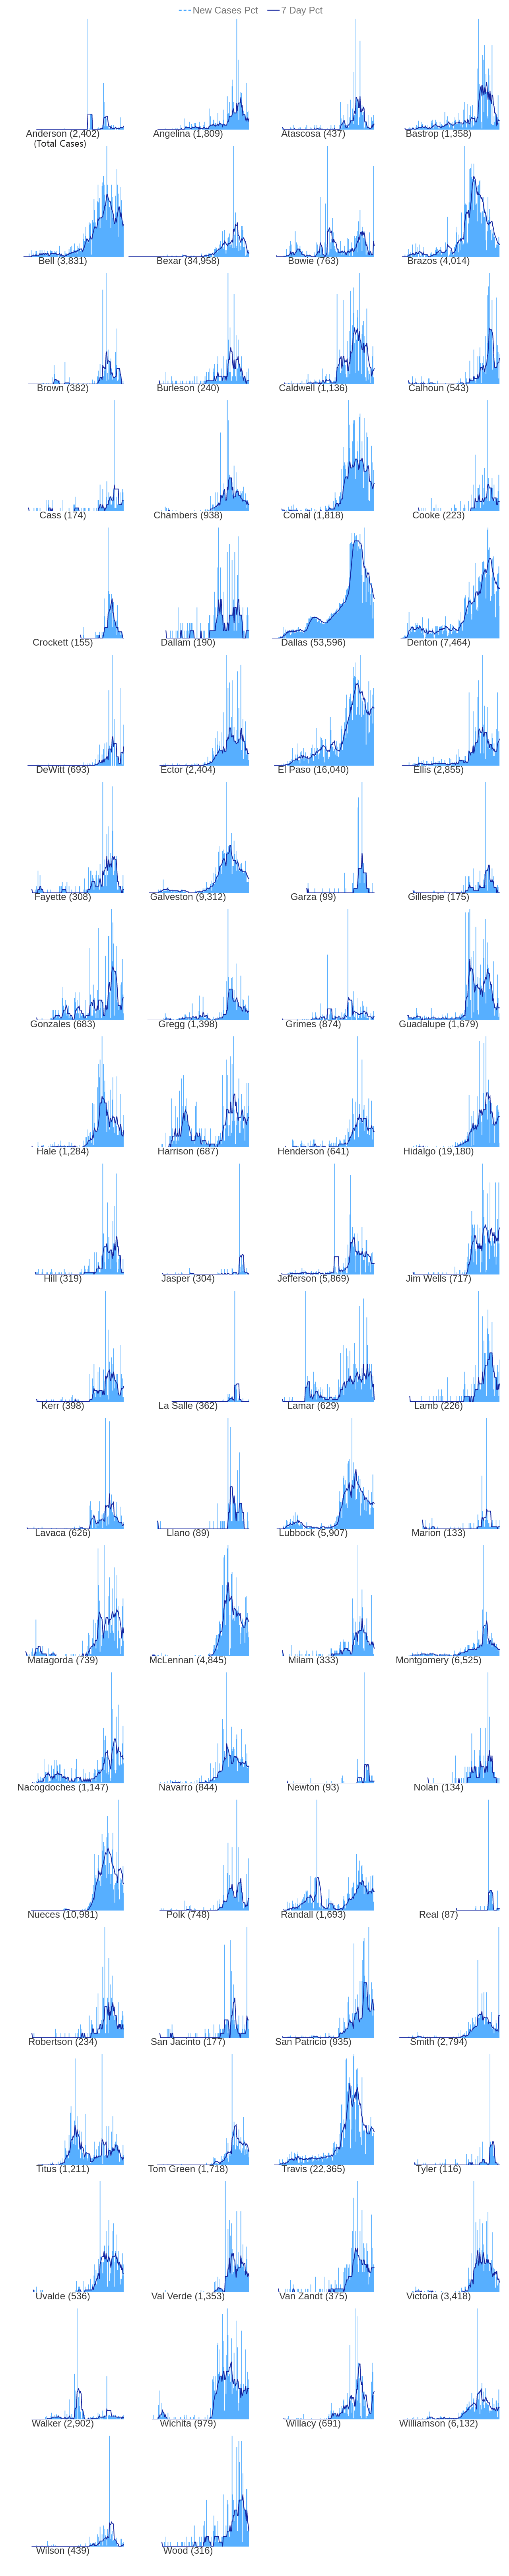 New Cases Pct 7 Day Pct
Anderson (2,402) Angelina (1,809) Atascosa (437) Bastrop (1,358)
(Total Cases)
Bell (3,831) Bexar (34,958) Bowie (763) Brazos (4,014)
Brown (382) Burleson (240) Caldwell (1,136) Calhoun (543)
Cass (174) Chambers (938) Comal (1,818) Cooke (223)
Crockett (155) Dallam (190) Dallas (53,596) Denton (7,464)
DeWitt (693) Ector (2,404) El Paso (16,040) Ellis (2,855)
Fayette (308) Galveston (9,312) Garza (99) Gillespie (175)
Gonzales (683) Gregg (1,398) Grimes (874) Guadalupe (1,679)
Hale (1,284) Harrison (687) Henderson (641) Hidalgo (19,180)
Hill (319) Jasper (304) Jefferson (5,869) Jim Wells (717)
Kerr (398) La Salle (362) Lamar (629) Lamb (226)
Lavaca (626) Llano (89) Lubbock (5,907) Marion (133)
Matagorda (739) McLennan (4,845) Milam (333) Montgomery (6,525)
Nacogdoches (1,147) Navarro (844) Newton (93) Nolan (134)
Nueces (10,981) Polk (748) Randall (1,693) Real (87)
Robertson (234) San Jacinto (177) San Patricio (935) Smith (2,794)
Titus (1,211) Tom Green (1,718) Travis (22,365) Tyler (116)
Uvalde (536) Val Verde (1,353) Van Zandt (375) Victoria (3,418)
Walker (2,902) Wichita (979) Willacy (691) Williamson (6,132)
Wilson (439) Wood (316)